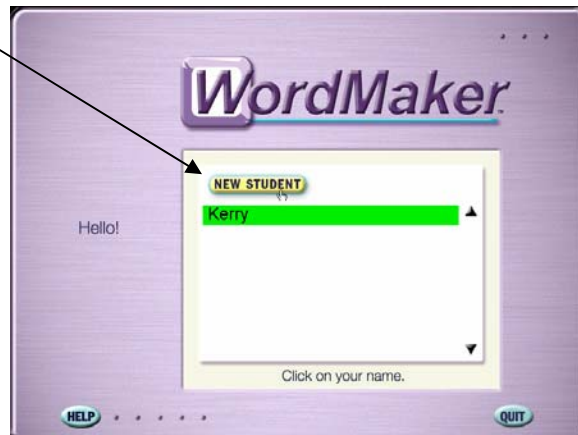 WordMaker
NEW STUDENT
Kerry
Hello!
Click on your name.
HELP
QUIT